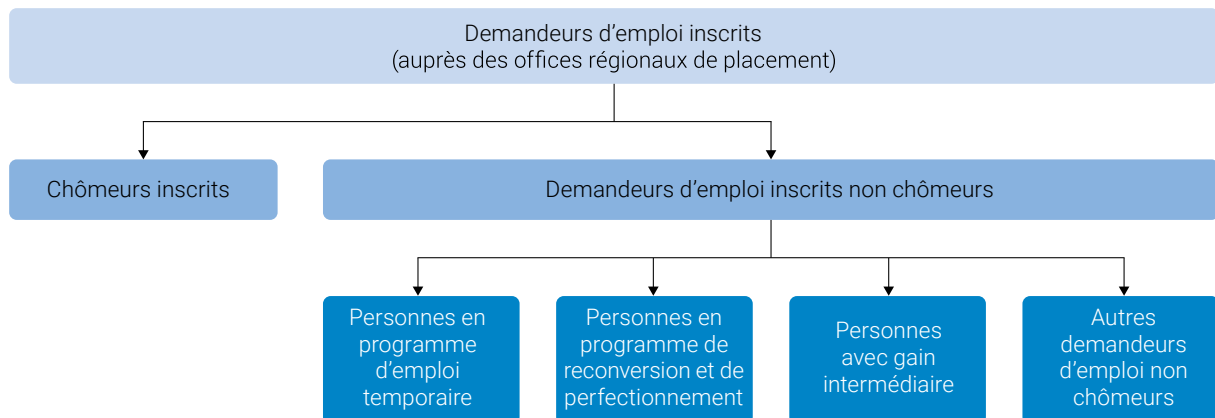 Demandeurs d’emploi inscrits
(auprès des offices régionaux de placement)
Chômeurs inscrits
Demandeurs d’emploi inscrits non chômeurs
Personnes en
programme
d’emploi
temporaire
Personnes en
programme de
reconversion et de
perfectionnement
Personnes
avec gain
intermédiaire
Autres
demandeurs
d’emploi non
chômeurs